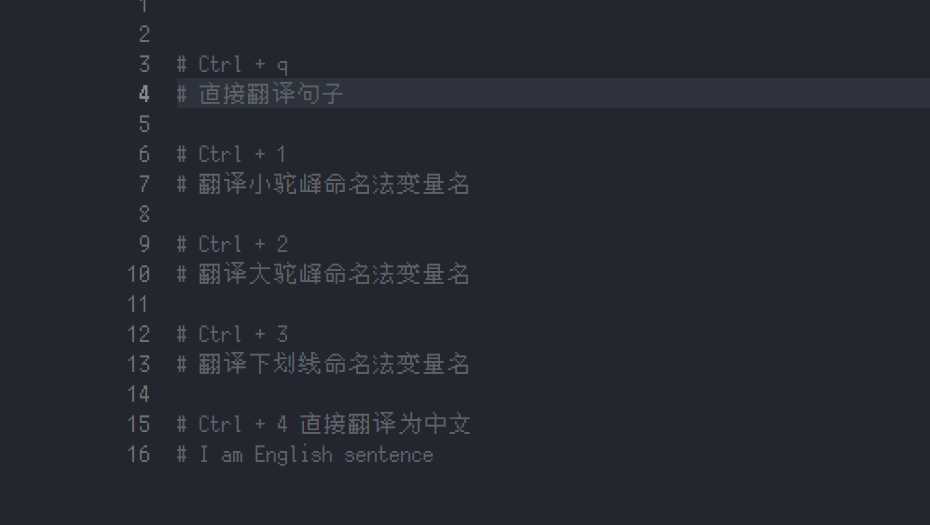 1
2
3 # Ctrl + q
4 # 直接翻译句子
5
6 # Ctrl + 1
7 # 翻译小驼峰命名法变量名
8
9 # Ctrl + 2
10 # 翻译大驼峰命名法变量名
11
12 # Ctrl + 3
13 # 翻译下划线命名法变量名
14
15 # Ctrl + 4 直接翻译为中文
16 # I am English sentence